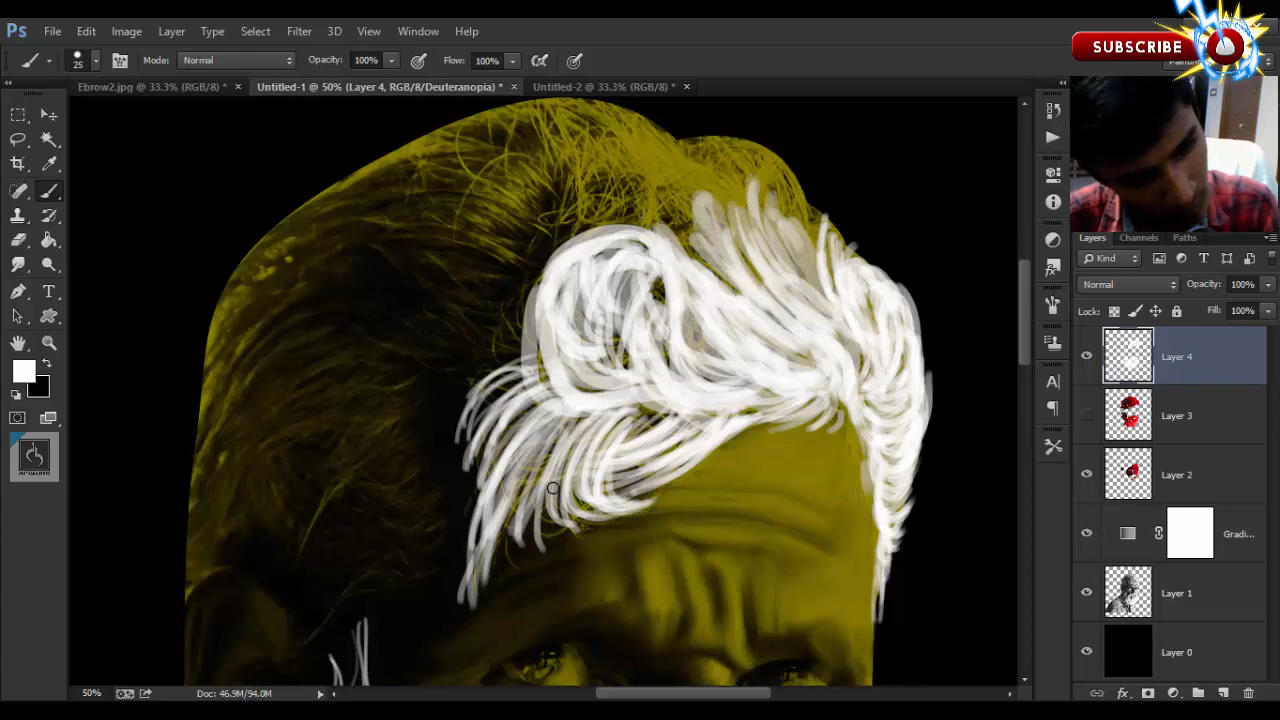 SUBSCRIBE
Ps File Edit Image Layer Type Select Filter 3D View Window Help
25 Mode: Normal Opacity: 100% Flow: 100%
Ebrow2.jpg @ 33.3% (RGB/8) * × Untitled-1 @ 50% (Layer 4, RGB/8/Deuteranopia) * × Untitled-2 @ 33.3% (RGB/8) * ×
Layers Channels Paths
Kind
Normal Opacity: 100%
Lock: Fill: 100%
Layer 4
Layer 3
Layer 2
Gradi...
Layer 1
Layer 0
50% Doc: 46.9M/94.0M